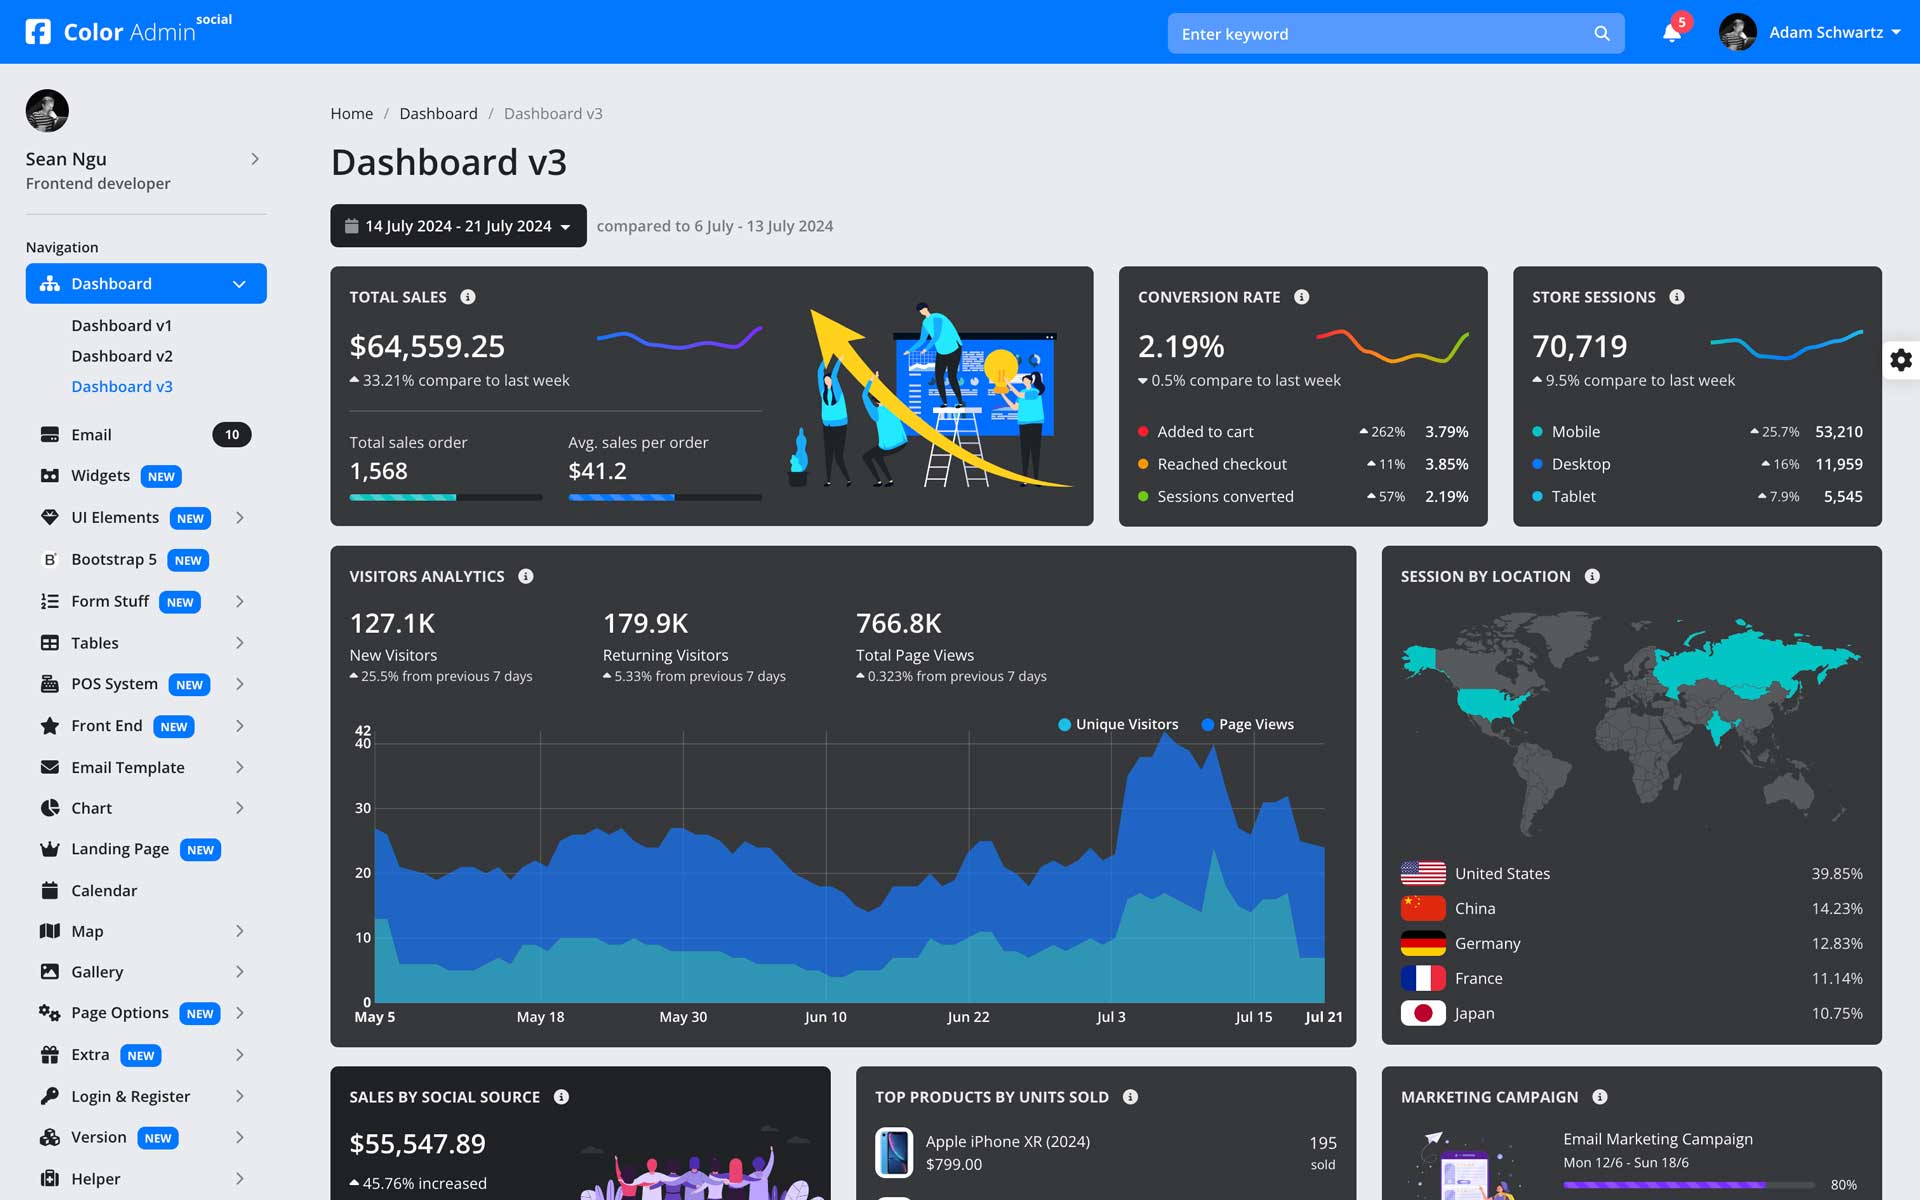 Color Admin social
Enter keyword
5
Adam Schwartz
Sean Ngu
Frontend developer
Navigation
Dashboard
Dashboard v1
Dashboard v2
Dashboard v3
Email 10
Widgets NEW
UI Elements NEW
B Bootstrap 5 NEW
Form Stuff NEW
Tables
POS System NEW
Front End NEW
Email Template
Chart
Landing Page NEW
Calendar
Map
Gallery
Page Options NEW
Extra NEW
Login & Register
Version NEW
Helper
Home / Dashboard / Dashboard v3
Dashboard v3
14 July 2024 - 21 July 2024 compared to 6 July - 13 July 2024
TOTAL SALES
$64,559.25
33.21% compare to last week
Total sales order
1,568
Avg. sales per order
$41.2
CONVERSION RATE
2.19%
0.5% compare to last week
Added to cart 262% 3.79%
Reached checkout 11% 3.85%
Sessions converted 57% 2.19%
STORE SESSIONS
70,719
9.5% compare to last week
Mobile 25.7% 53,210
Desktop 16% 11,959
Tablet 7.9% 5,545
VISITORS ANALYTICS
127.1K
New Visitors
25.5% from previous 7 days
179.9K
Returning Visitors
5.33% from previous 7 days
766.8K
Total Page Views
0.323% from previous 7 days
Unique Visitors Page Views
42
40
30
20
10
0
May 5 May 18 May 30 Jun 10 Jun 22 Jul 3 Jul 15 Jul 21
SESSION BY LOCATION
United States 39.85%
China 14.23%
Germany 12.83%
France 11.14%
Japan 10.75%
SALES BY SOCIAL SOURCE
$55,547.89
45.76% increased
TOP PRODUCTS BY UNITS SOLD
Apple iPhone XR (2024) 195
$799.00 sold
MARKETING CAMPAIGN
Email Marketing Campaign
Mon 12/6 - Sun 18/6
80%